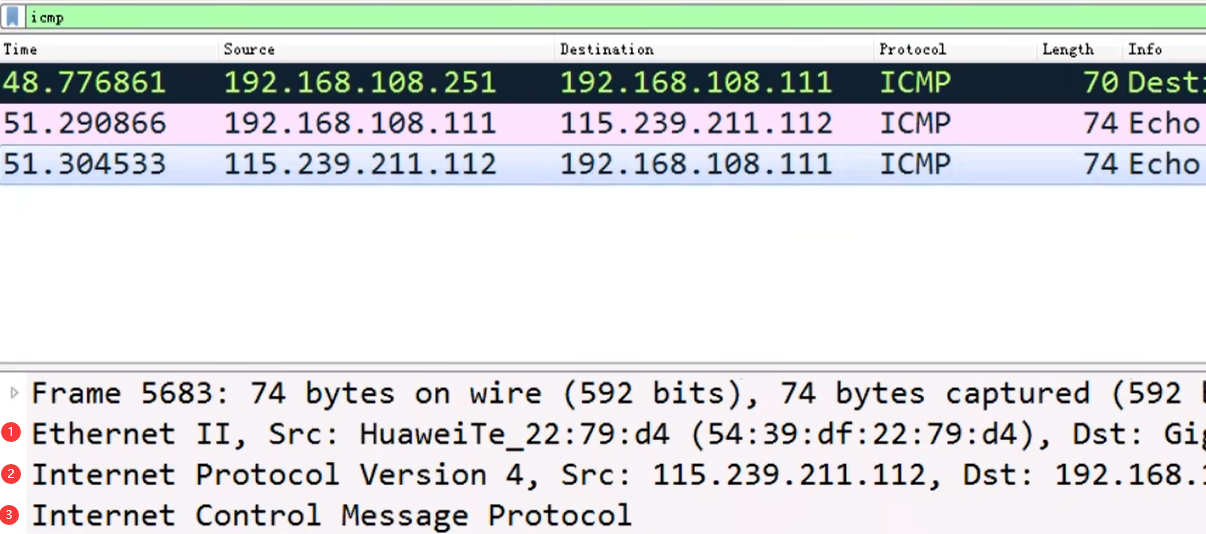 icmp
Time Source Destination Protocol Length Info
48.776861 192.168.108.251 192.168.108.111 ICMP 70 Desti
51.290866 192.168.108.111 115.239.211.112 ICMP 74 Echo
51.304533 115.239.211.112 192.168.108.111 ICMP 74 Echo
Frame 5683: 74 bytes on wire (592 bits), 74 bytes captured (592 b
1 Ethernet II, Src: HuaweiTe_22:79:d4 (54:39:df:22:79:d4), Dst: Gig
2 Internet Protocol Version 4, Src: 115.239.211.112, Dst: 192.168.1
3 Internet Control Message Protocol